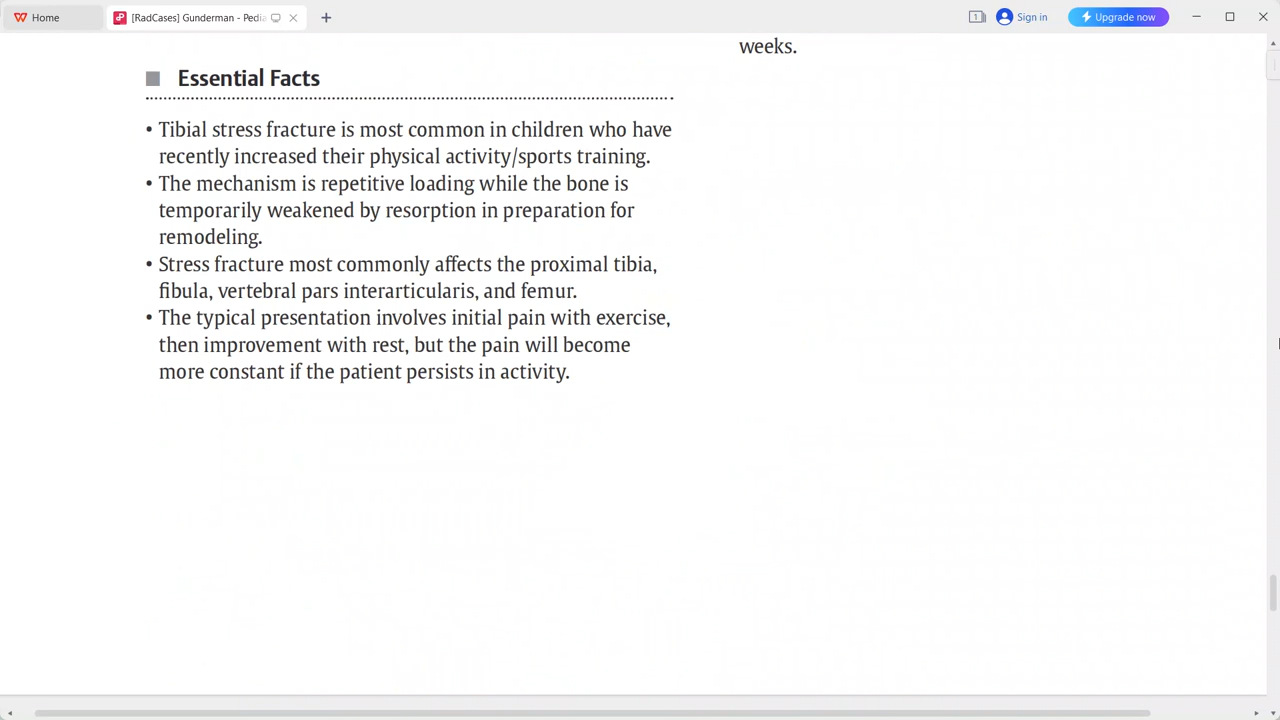 Home
[RadCases] Gunderman - Pedia
1
Sign in
Upgrade now
weeks.
Essential Facts
• Tibial stress fracture is most common in children who have
recently increased their physical activity/sports training.
• The mechanism is repetitive loading while the bone is
temporarily weakened by resorption in preparation for
remodeling.
• Stress fracture most commonly affects the proximal tibia,
fibula, vertebral pars interarticularis, and femur.
• The typical presentation involves initial pain with exercise,
then improvement with rest, but the pain will become
more constant if the patient persists in activity.